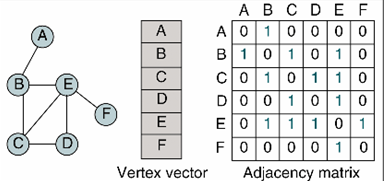 A B C D E F
A
B
E
F
C
D
A
B
C
D
E
F
A 0 1 0 0 0 0
B 1 0 1 0 1 0
C 0 1 0 1 1 0
D 0 0 1 0 1 0
E 0 1 1 1 0 1
F 0 0 0 0 1 0
Vertex vector
Adjacency matrix